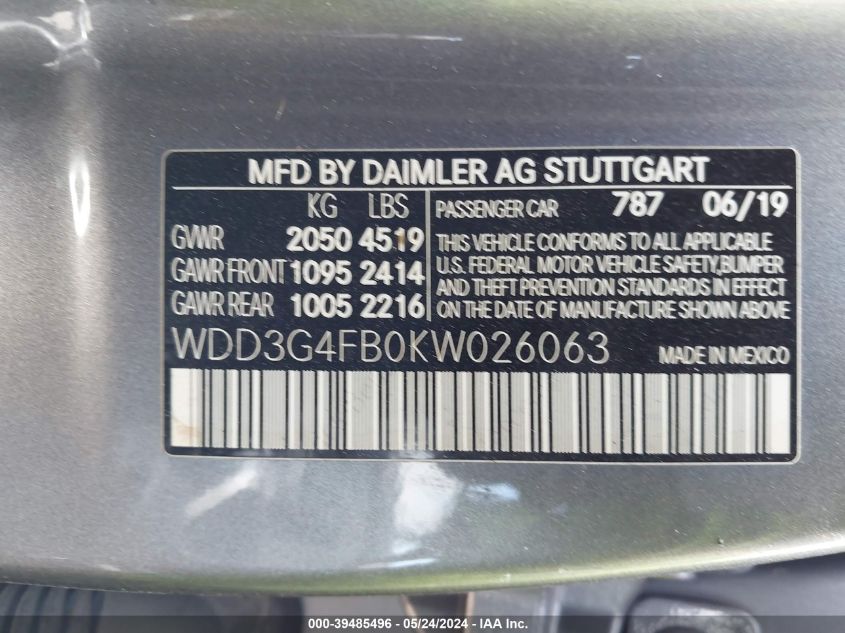 MFD BY DAIMLER AG STUTTGART
KG LBS
GVWR 2050 4519
GAWR FRONT 1095 2414
GAWR REAR 1005 2216
PASSENGER CAR 787 06/19
THIS VEHICLE CONFORMS TO ALL APPLICABLE
U.S. FEDERAL MOTOR VEHICLE SAFETY,BUMPER
AND THEFT PREVENTION STANDARDS IN EFFECT
ON THE DATE OF MANUFACTURE SHOWN ABOVE
WDD3G4FB0KW026063 MADE IN MEXICO
000-39485496 - 05/24/2024 - IAA Inc.